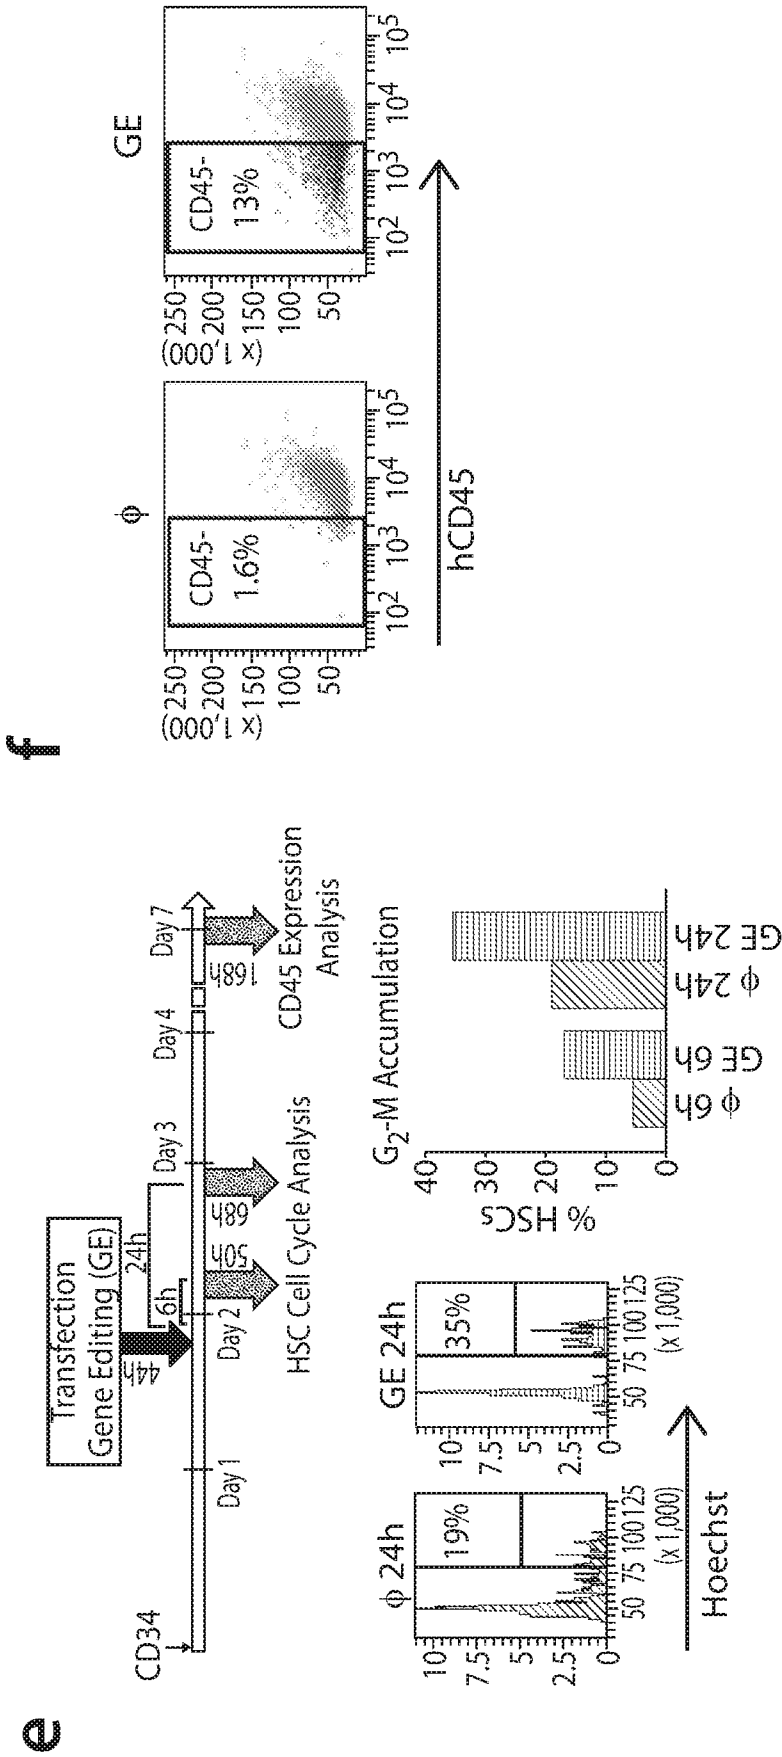 e
CD34
Transfection
Gene Editing (GE)
44h
24h
6h
Day 1
Day 2
Day 3
Day 4
Day 7
50h
68h
168h
HSC Cell Cycle Analysis
CD45 Expression
Analysis
ϕ 24h
10
7.5
5
2.5
0
19%
50 75 100 125
(x 1,000)
GE 24h
10
7.5
5
2.5
0
35%
50 75 100 125
(x 1,000)
Hoechst
G2-M Accumulation
% HSCs
40
30
20
10
0
ϕ 6h
GE 6h
ϕ 24h
GE 24h
f
ϕ
(x 1,000)
250
200
150
100
50
CD45-
1.6%
10² 10³ 10⁴ 10⁵
GE
(x 1,000)
250
200
150
100
50
CD45-
13%
10² 10³ 10⁴ 10⁵
hCD45